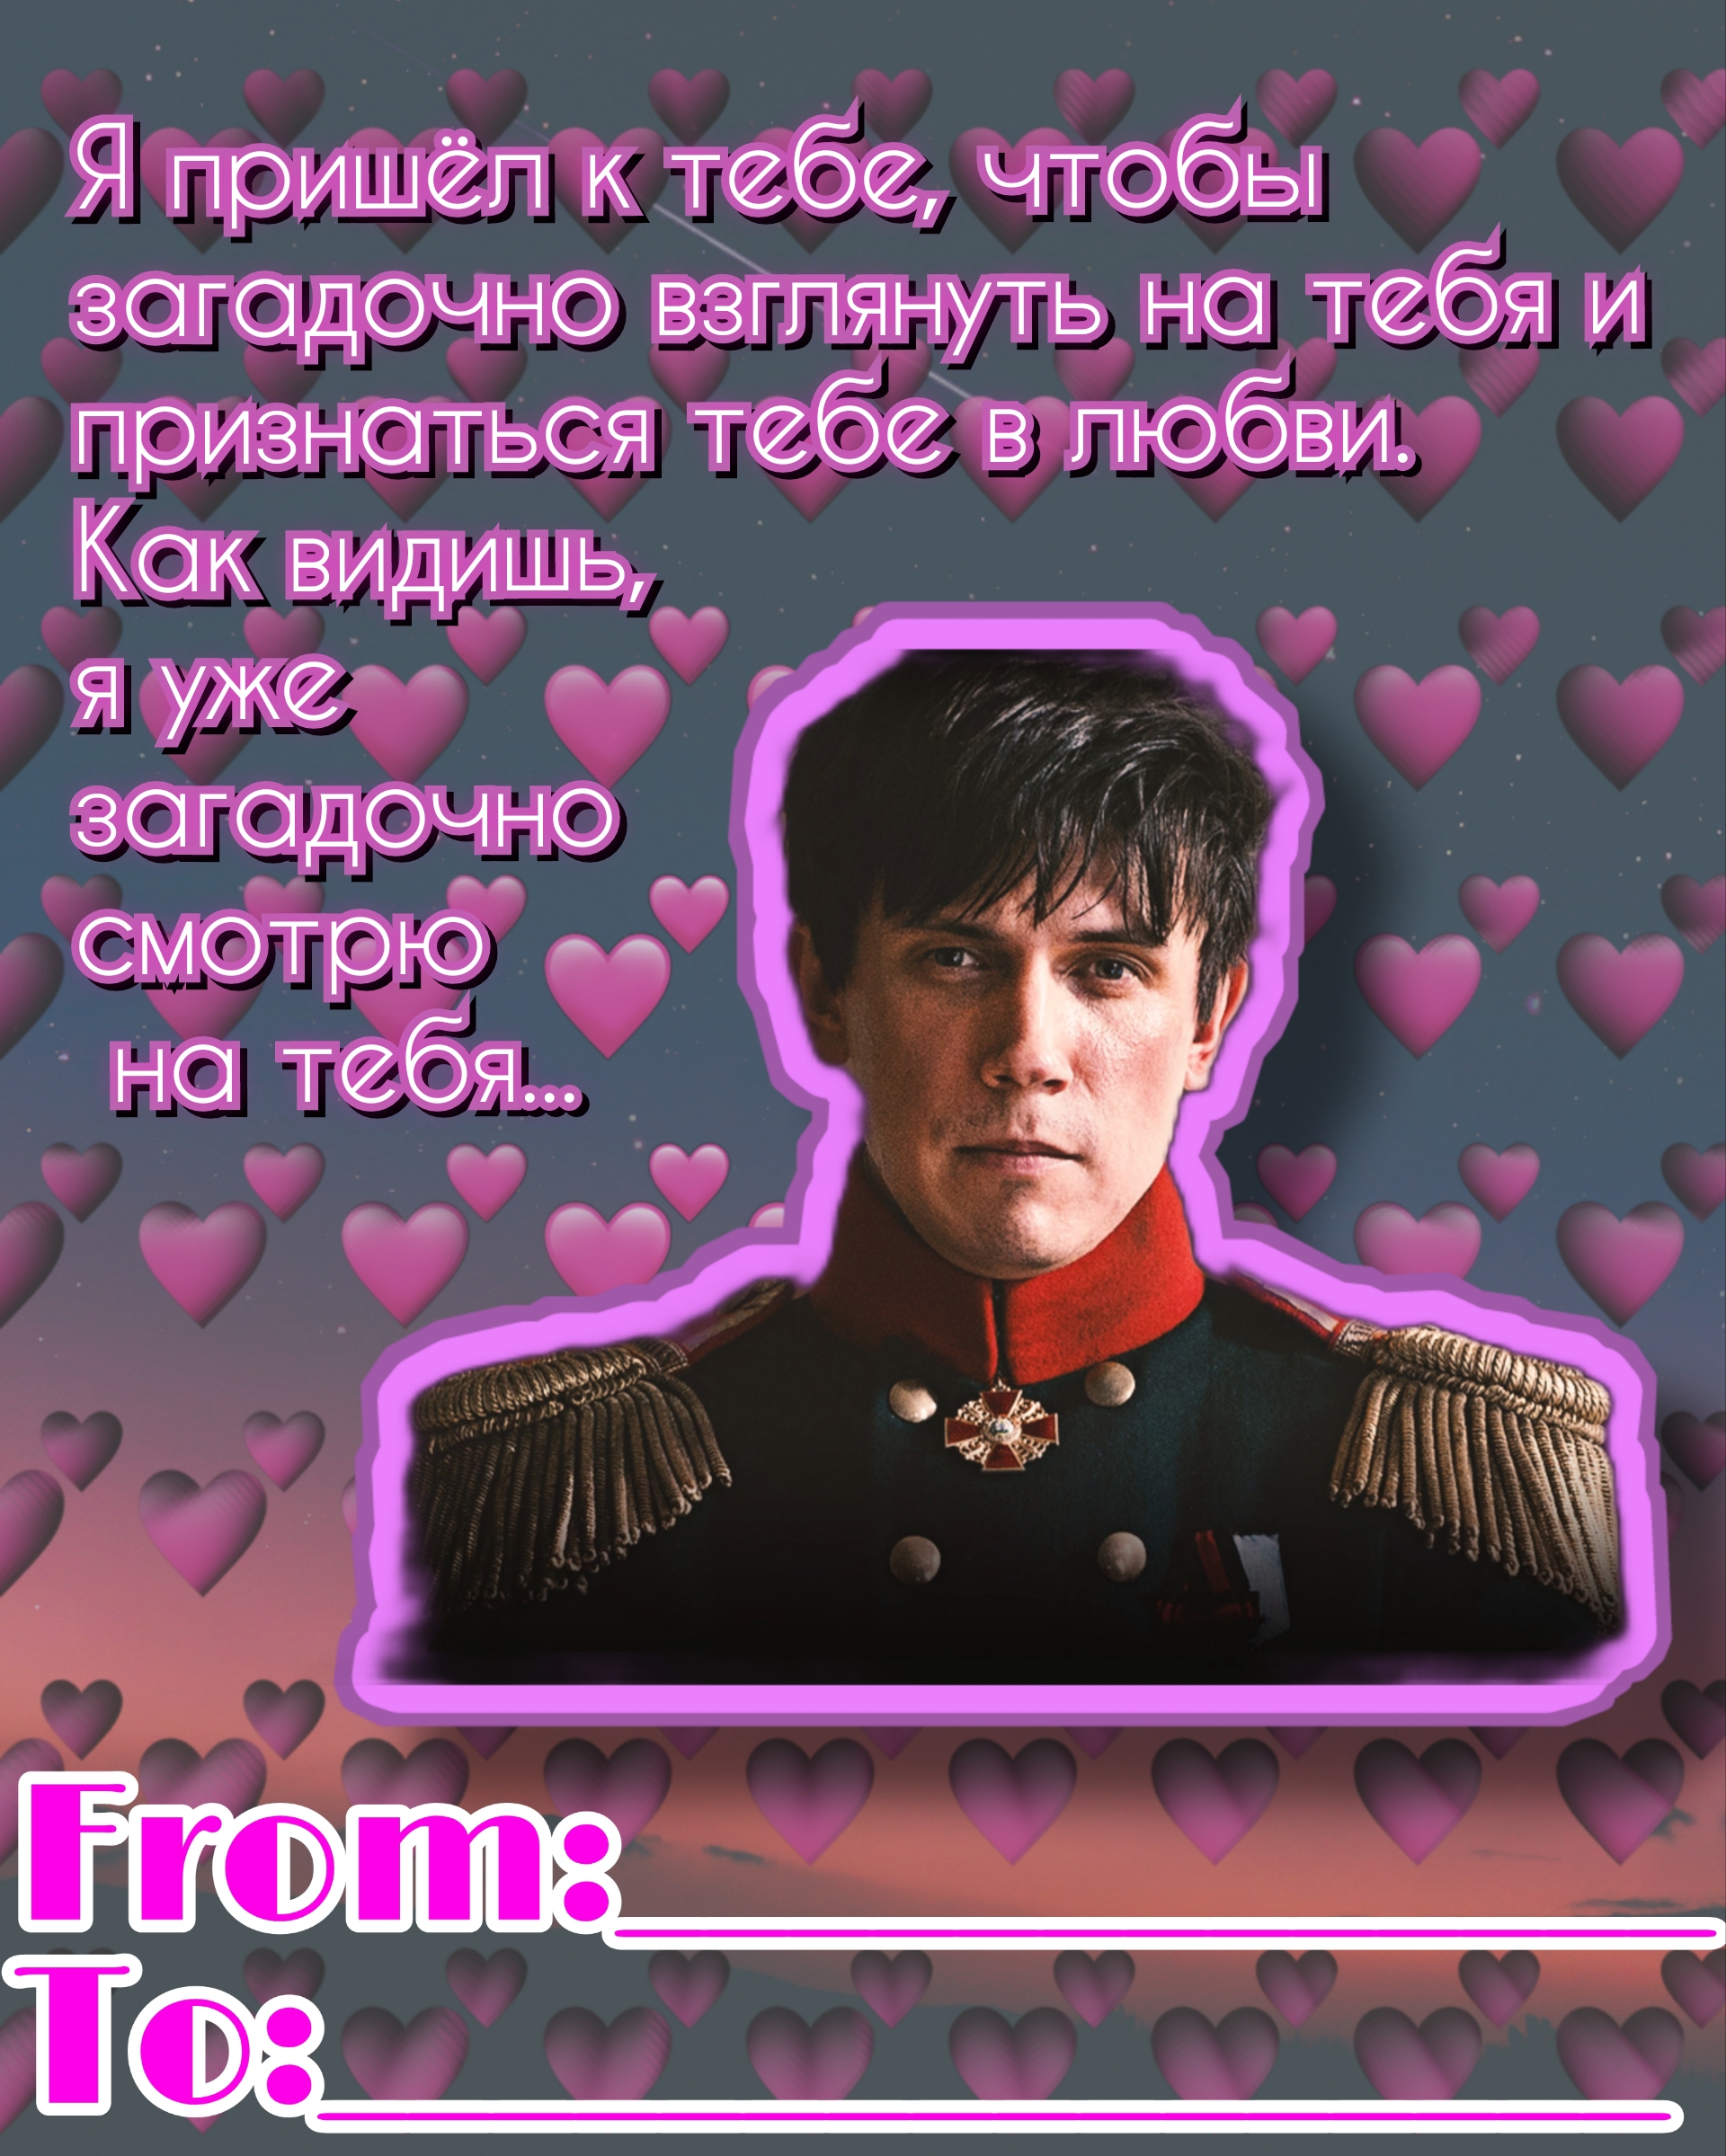 Я пришёл к тебе, чтобы
загадочно взглянуть на тебя и
признаться тебе в любви.
Как видишь,
я уже
загадочно
смотрю
на тебя...
From:
To: